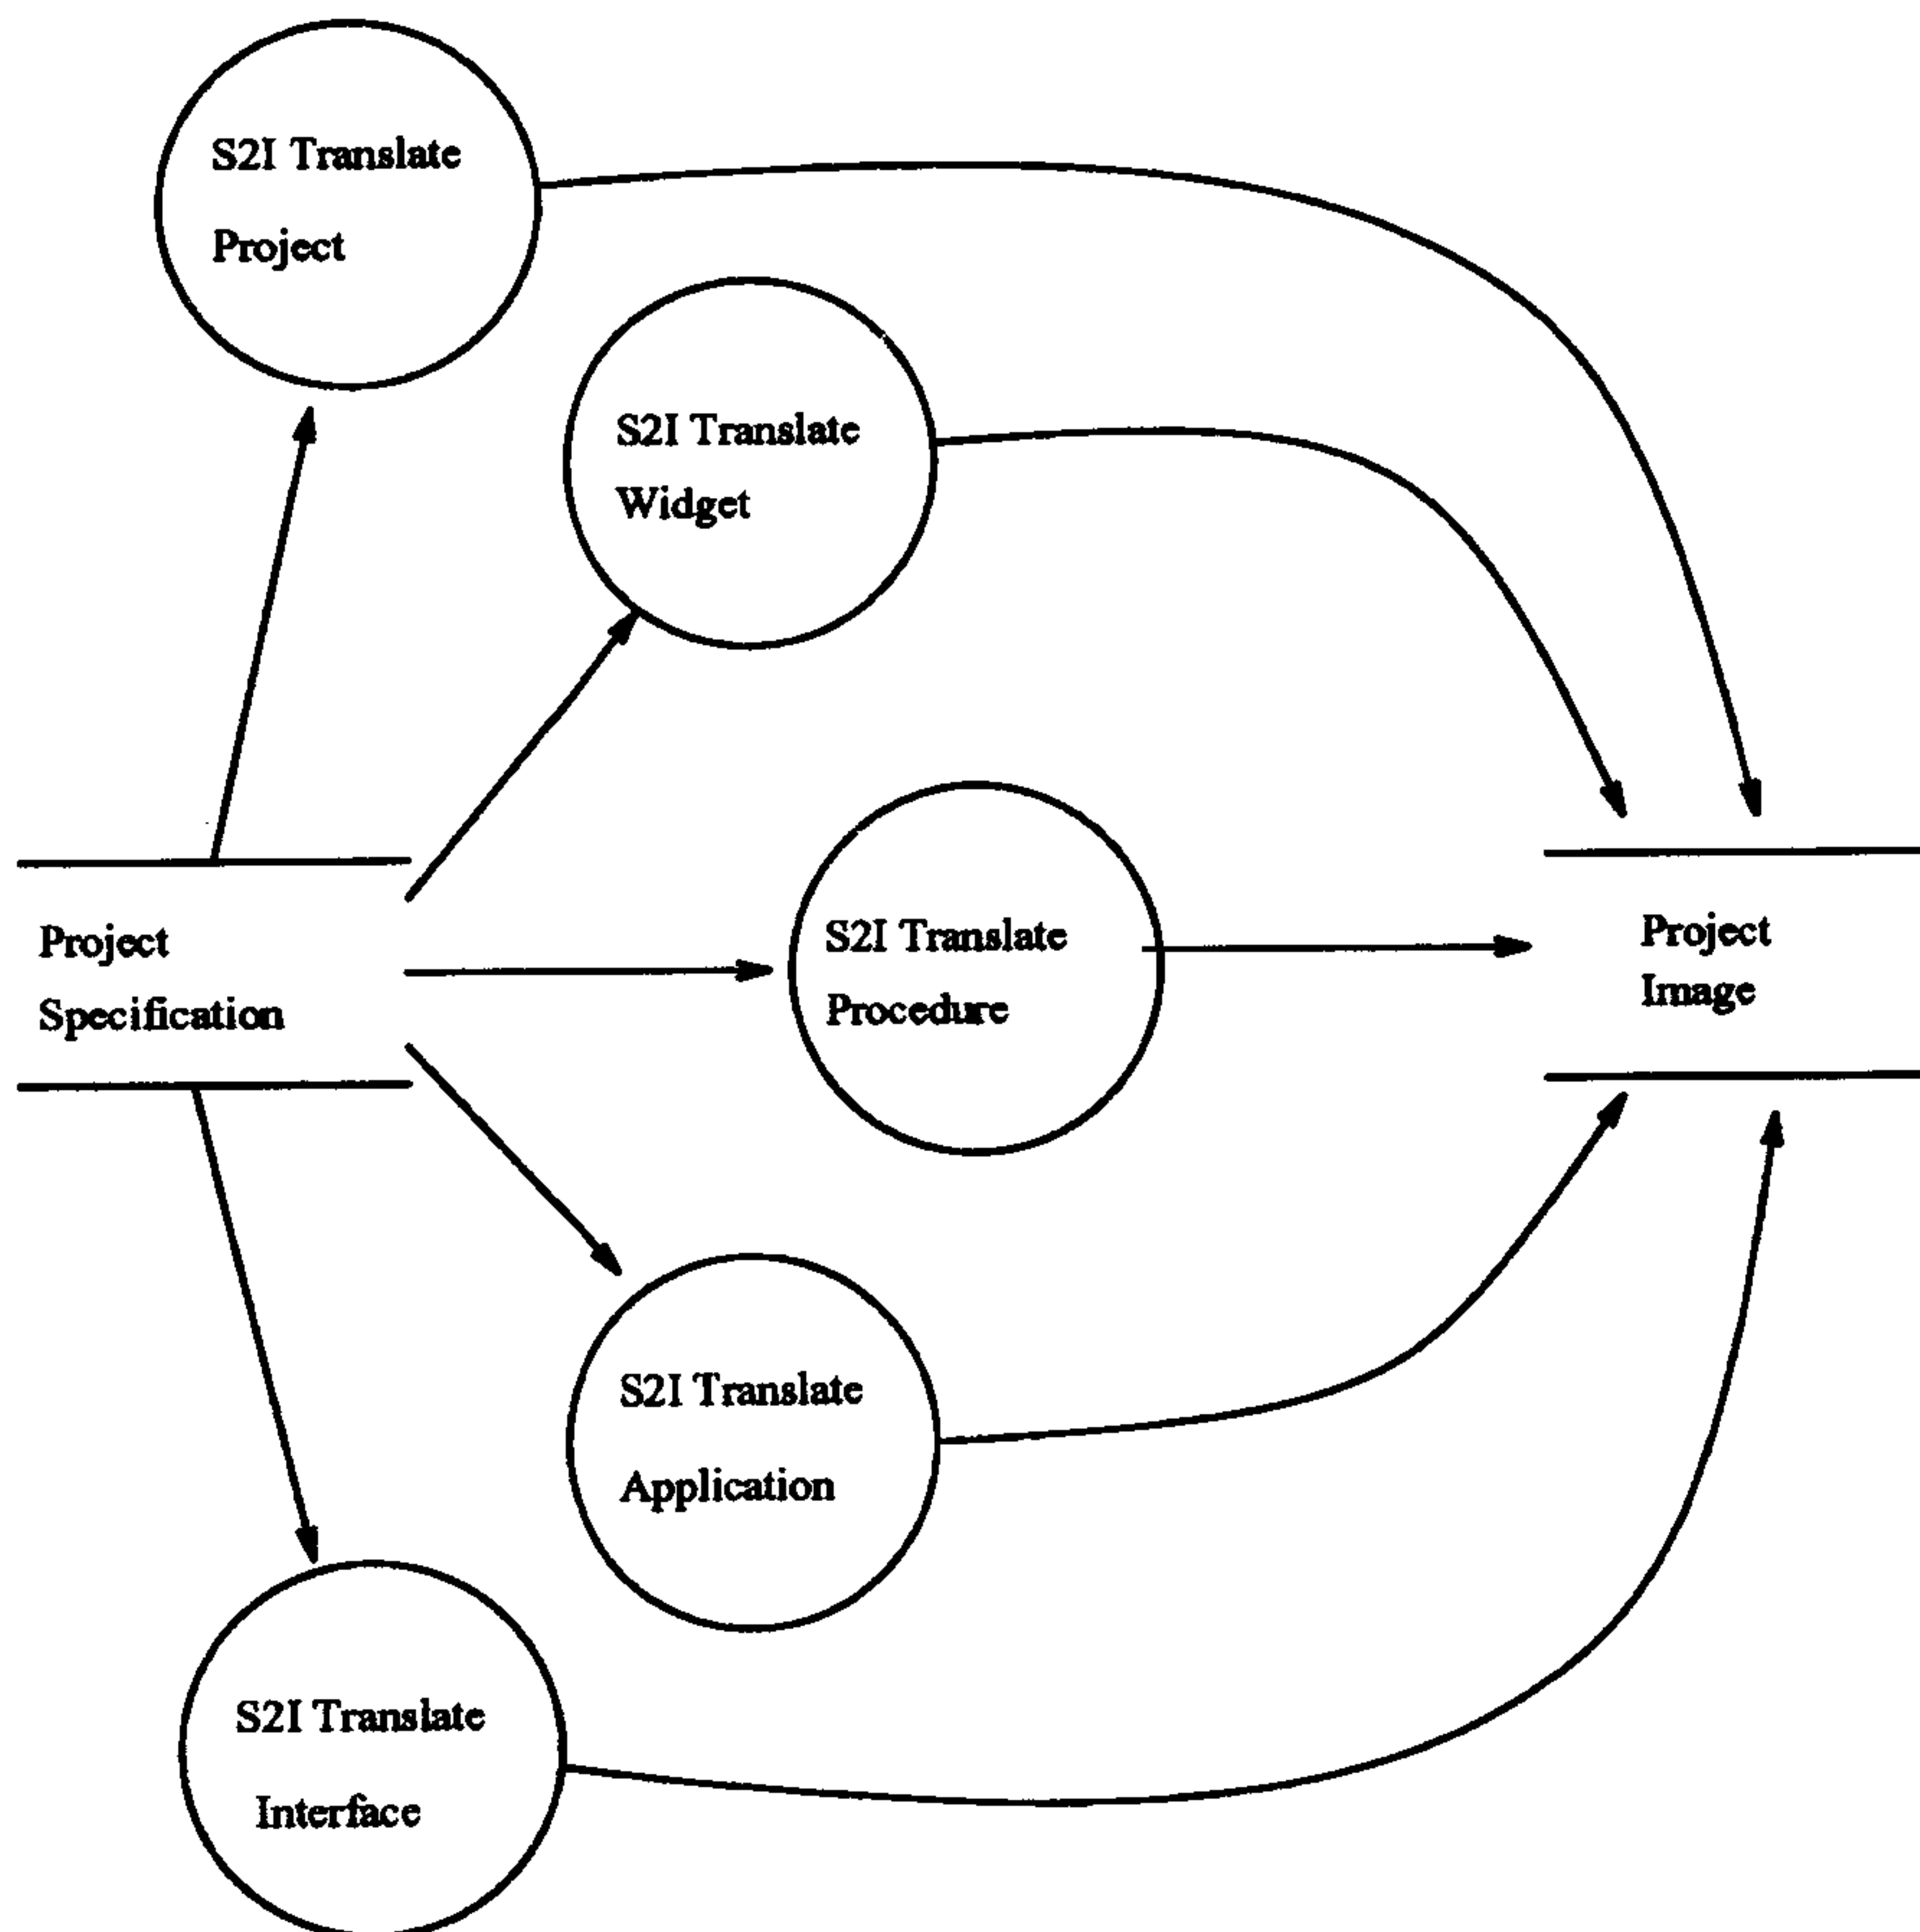 S2I Translate
Project
S2I Translate
Widget
Project
Specification
S2I Translate
Procedure
Project
Image
S2I Translate
Application
S2I Translate
Interface